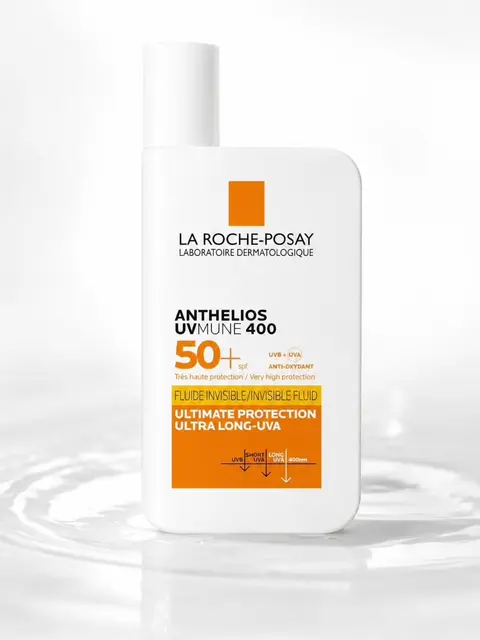 LA ROCHE-POSAY
LABORATOIRE DERMATOLOGIQUE
ANTHELIOS
UVMUNE 400
50+ spf
UVB + UVA
ANTI-OXYDANT
Très haute protection / Very high protection
FLUIDE INVISIBLE/INVISIBLE FLUID
ULTIMATE PROTECTION
ULTRA LONG-UVA
UVB SHORT UVA LONG UVA 400nm